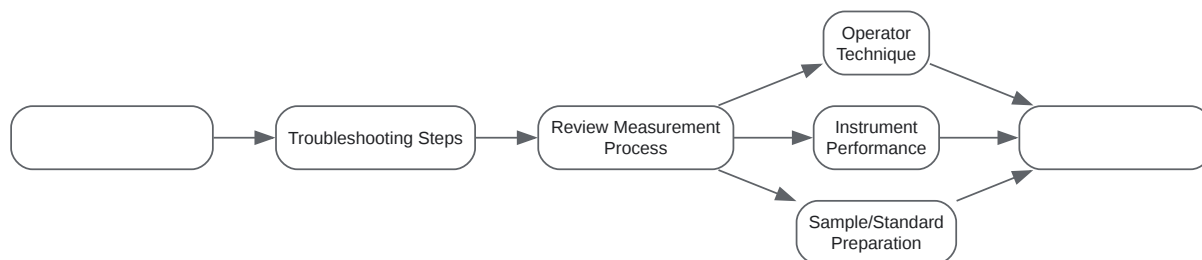 Troubleshooting Steps
Review Measurement
Process
Operator
Technique
Instrument
Performance
Sample/Standard
Preparation